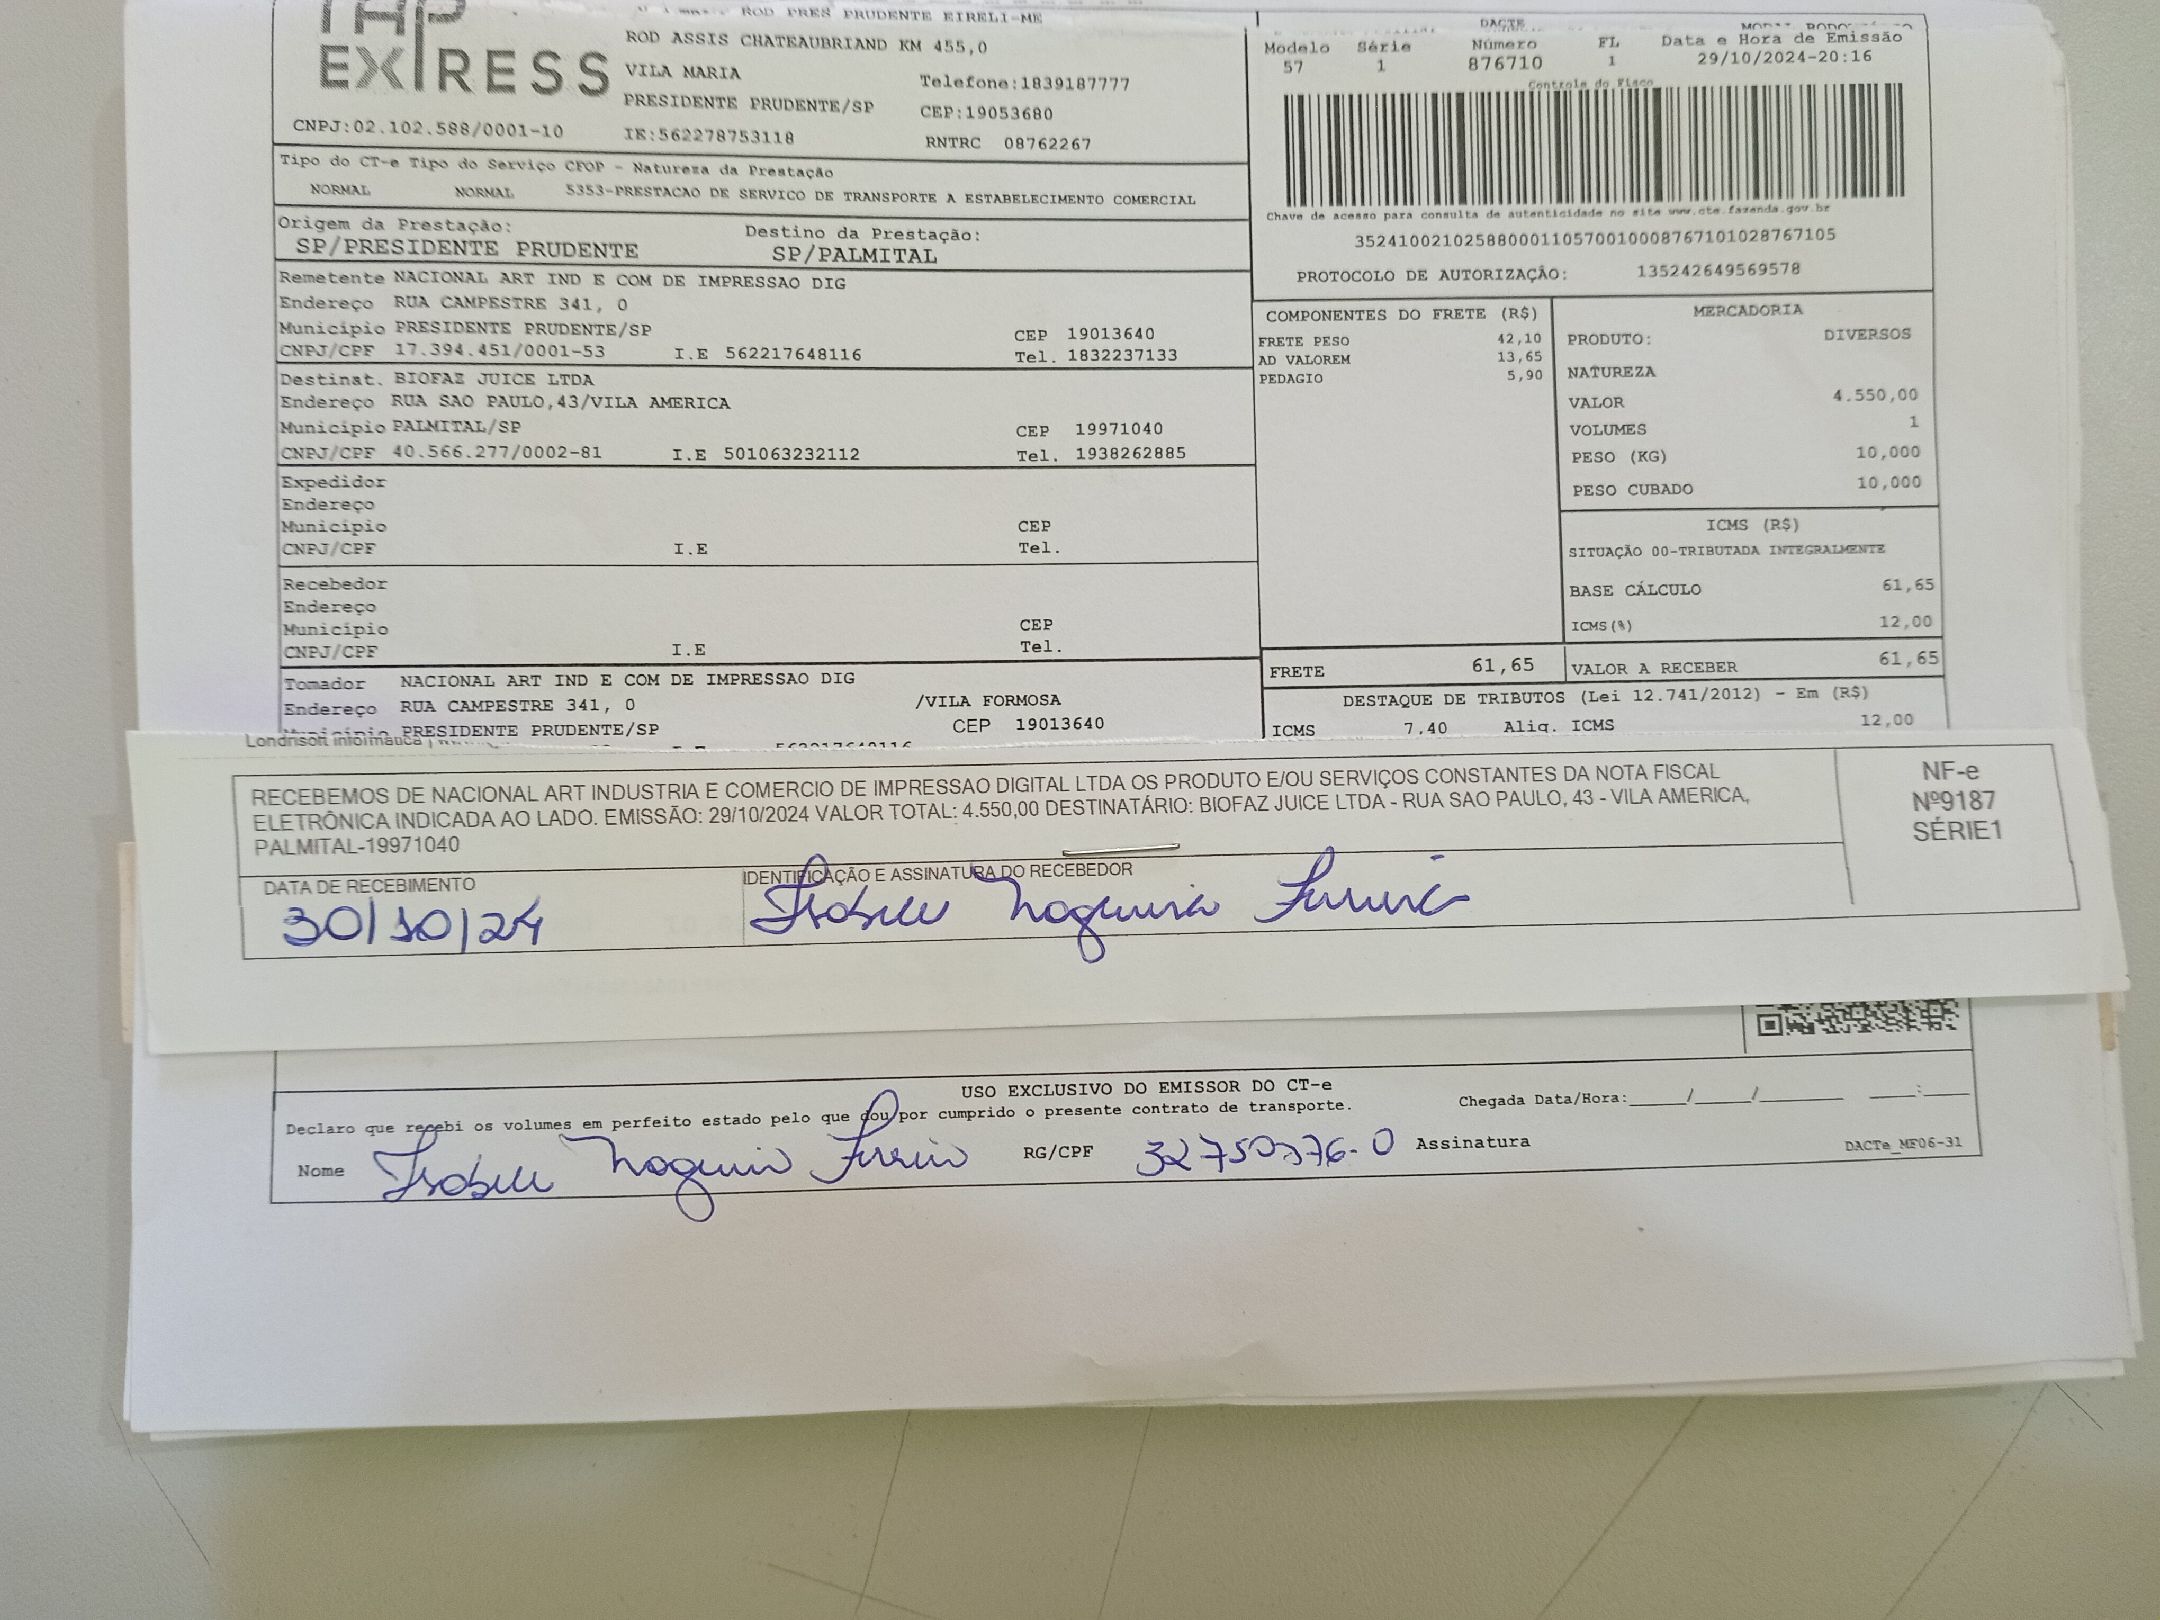 EXPRESS
ROD PRES PRUDENTE EIRELI-ME
ROD ASSIS CHATEAUBRIAND KM 455,0
VILA MARIA
Telefone:1839187777
PRESIDENTE PRUDENTE/SP
CEP:19053680
CNPJ:02.102.588/0001-10
IE:562278753118
RNTRC 08762267
DACTE
Modelo Série Número FL Data e Hora de Emissão
57 1 876710 1 29/10/2024-20:16
Controle do Fisco
Chave de acesso para consulta de autenticidade no site www.cte.fazenda.gov.br
35241002102588000110570010008767101028767105
PROTOCOLO DE AUTORIZAÇÃO: 135242649569578
Tipo do CT-e Tipo do Serviço CFOP - Natureza da Prestação
NORMAL NORMAL 5353-PRESTACAO DE SERVICO DE TRANSPORTE A ESTABELECIMENTO COMERCIAL
Origem da Prestação: Destino da Prestação:
SP/PRESIDENTE PRUDENTE SP/PALMITAL
Remetente NACIONAL ART IND E COM DE IMPRESSAO DIG
Endereço RUA CAMPESTRE 341, 0
Município PRESIDENTE PRUDENTE/SP CEP 19013640
CNPJ/CPF 17.394.451/0001-53 I.E 562217648116 Tel. 1832237133
Destinat. BIOFAZ JUICE LTDA
Endereço RUA SAO PAULO,43/VILA AMERICA
Município PALMITAL/SP CEP 19971040
CNPJ/CPF 40.566.277/0002-81 I.E 501063232112 Tel. 1938262885
Expedidor
Endereço
Município CEP
CNPJ/CPF I.E Tel.
Recebedor
Endereço
Município CEP
CNPJ/CPF I.E Tel.
Tomador NACIONAL ART IND E COM DE IMPRESSAO DIG
Endereço RUA CAMPESTRE 341, 0 /VILA FORMOSA
Município PRESIDENTE PRUDENTE/SP CEP 19013640
COMPONENTES DO FRETE (R$)
FRETE PESO 42,10
AD VALOREM 13,65
PEDAGIO 5,90
MERCADORIA
PRODUTO: DIVERSOS
NATUREZA
VALOR 4.550,00
VOLUMES 1
PESO (KG) 10,000
PESO CUBADO 10,000
ICMS (R$)
SITUAÇÃO 00-TRIBUTADA INTEGRALMENTE
BASE CÁLCULO 61,65
ICMS(%) 12,00
FRETE 61,65 VALOR A RECEBER 61,65
DESTAQUE DE TRIBUTOS (Lei 12.741/2012) - Em (R$)
ICMS 7,40 Aliq. ICMS 12,00
Londrisoft Informática
RECEBEMOS DE NACIONAL ART INDUSTRIA E COMERCIO DE IMPRESSAO DIGITAL LTDA OS PRODUTO E/OU SERVIÇOS CONSTANTES DA NOTA FISCAL
ELETRÔNICA INDICADA AO LADO. EMISSÃO: 29/10/2024 VALOR TOTAL: 4.550,00 DESTINATÁRIO: BIOFAZ JUICE LTDA - RUA SAO PAULO, 43 - VILA AMERICA,
PALMITAL-19971040
NF-e
Nº9187
SÉRIE1
DATA DE RECEBIMENTO
30/10/24
IDENTIFICAÇÃO E ASSINATURA DO RECEBEDOR
Nogueira Ferreira
USO EXCLUSIVO DO EMISSOR DO CT-e
Declaro que recebi os volumes em perfeito estado pelo que dou por cumprido o presente contrato de transporte.
Chegada Data/Hora:_____/_____/_______ ____:____
Nome Nogueira Ferreira RG/CPF Assinatura
DACTe_MF06-31